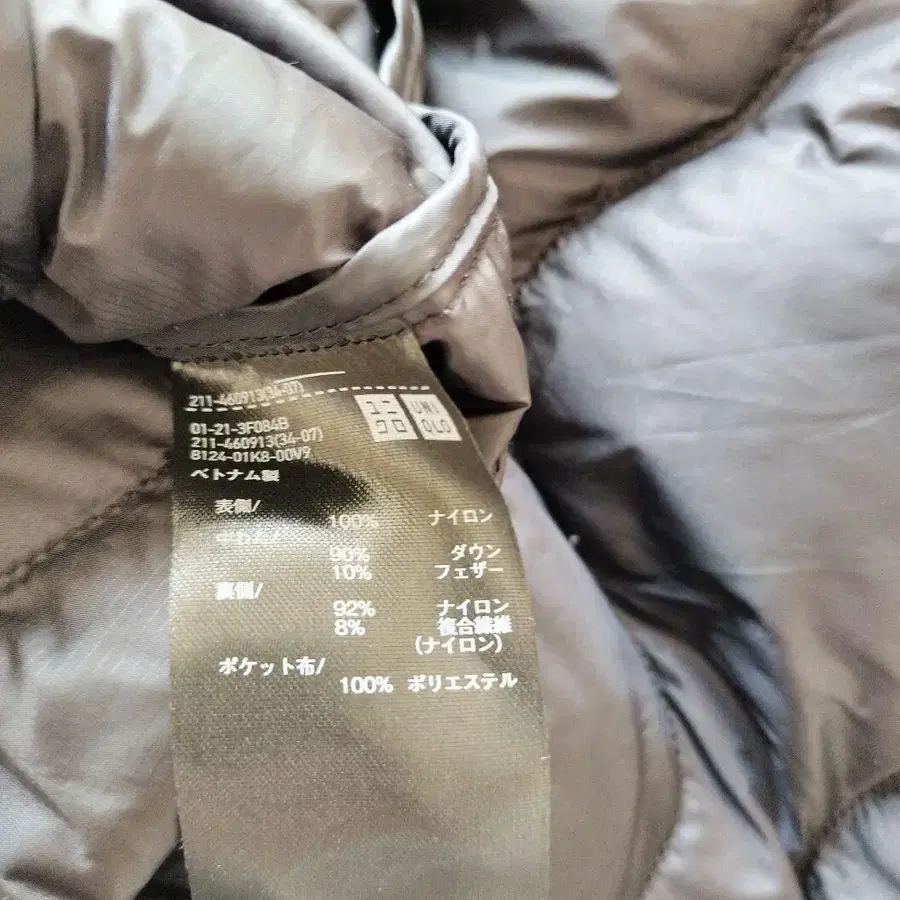 211-460913(34-07)
ユニ
クロ
UNI
QLO
01-21-3F084B
211-460913(34-07)
8124-01K8-00V9
ベトナム製
表側/
100% ナイロン
中わた/
90% ダウン
10% フェザー
裏側/
92% ナイロン
8% 複合繊維
(ナイロン)
ポケット布/
100% ポリエステル